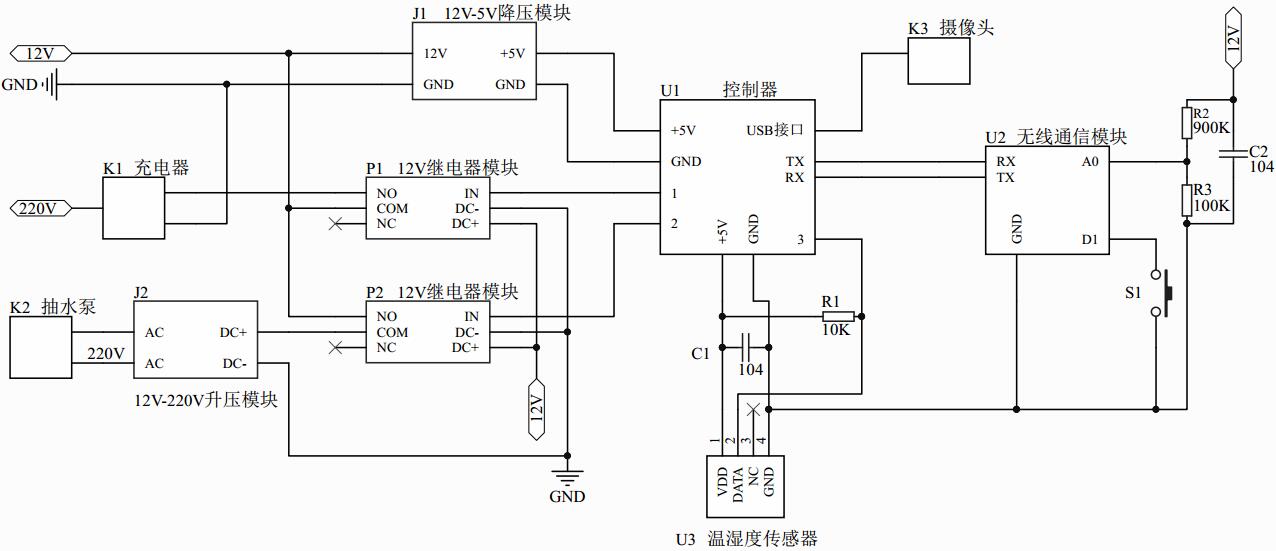 J1 12V-5V降压模块
12V
12V
+5V
GND
GND
GND
K3 摄像头
12V
U1 控制器
+5V
USB接口
GND
TX
RX
1
2
+5V
GND
3
U2 无线通信模块
RX
A0
TX
GND
D1
R2
900K
C2
104
R3
100K
S1
K1 充电器
220V
P1 12V继电器模块
NO
IN
COM
DC-
NC
DC+
P2 12V继电器模块
NO
IN
COM
DC-
NC
DC+
K2 抽水泵
J2
AC
DC+
220V
AC
DC-
12V-220V升压模块
12V
GND
R1
10K
C1
104
1
2
3
4
VDD
DATA
NC
GND
U3 温湿度传感器